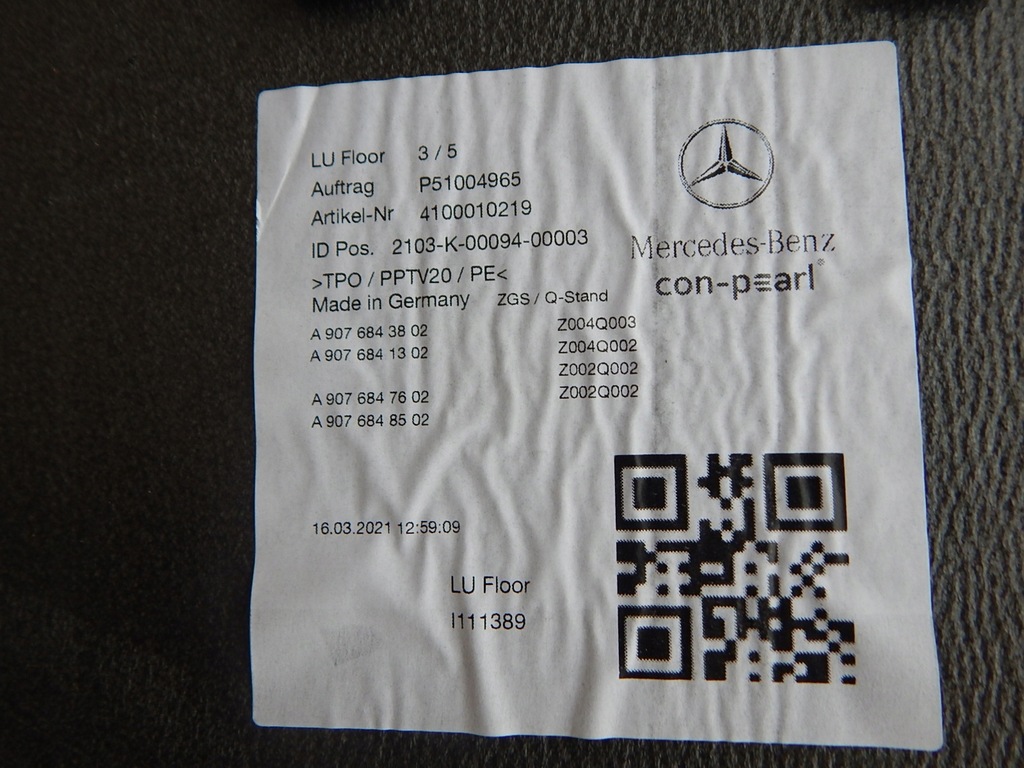 LU Floor 3 / 5
Auftrag P51004965
Artikel-Nr 4100010219
ID Pos. 2103-K-00094-00003
>TPO / PPTV20 / PE<
Made in Germany ZGS / Q-Stand
A 907 684 38 02 Z004Q003
A 907 684 13 02 Z004Q002
Z002Q002
A 907 684 76 02 Z002Q002
A 907 684 85 02
Mercedes-Benz
con-pearl®
16.03.2021 12:59:09
LU Floor
I111389